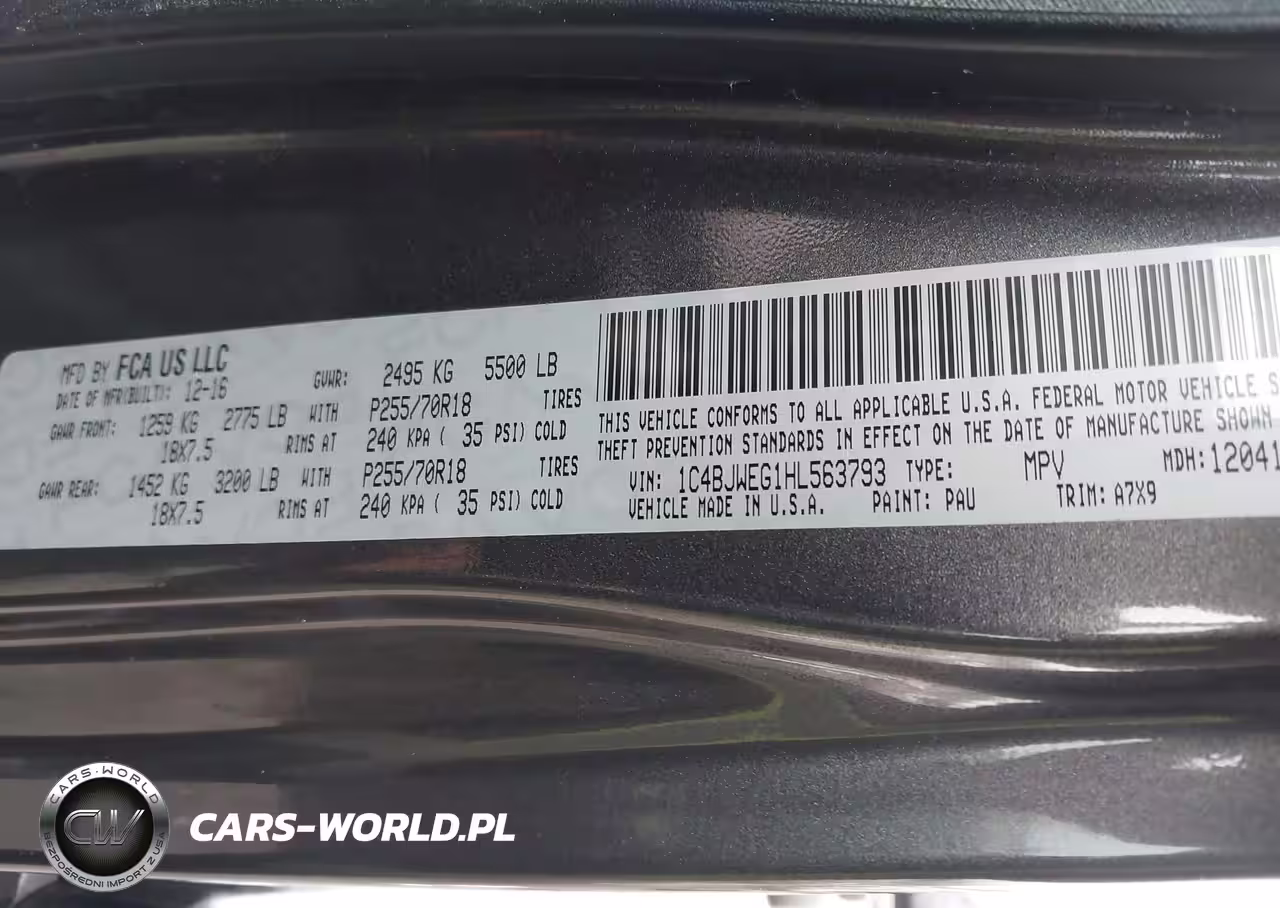 MFD BY FCA US LLC
DATE OF MFR(BUILT): 12-16
GVWR: 2495 KG 5500 LB
GAWR FRONT: 1259 KG 2775 LB WITH P255/70R18 TIRES
18X7.5 RIMS AT 240 KPA ( 35 PSI) COLD
GAWR REAR: 1452 KG 3200 LB WITH P255/70R18 TIRES
18X7.5 RIMS AT 240 KPA ( 35 PSI) COLD
THIS VEHICLE CONFORMS TO ALL APPLICABLE U.S.A. FEDERAL MOTOR VEHICLE S
THEFT PREVENTION STANDARDS IN EFFECT ON THE DATE OF MANUFACTURE SHOWN
VIN: 1C4BJWEG1HL563793 TYPE: MPV MDH: 12041
VEHICLE MADE IN U.S.A. PAINT: PAU TRIM: A7X9
CARS-WORLD
CW
BEZPOŚREDNI IMPORT Z USA
CARS-WORLD.PL